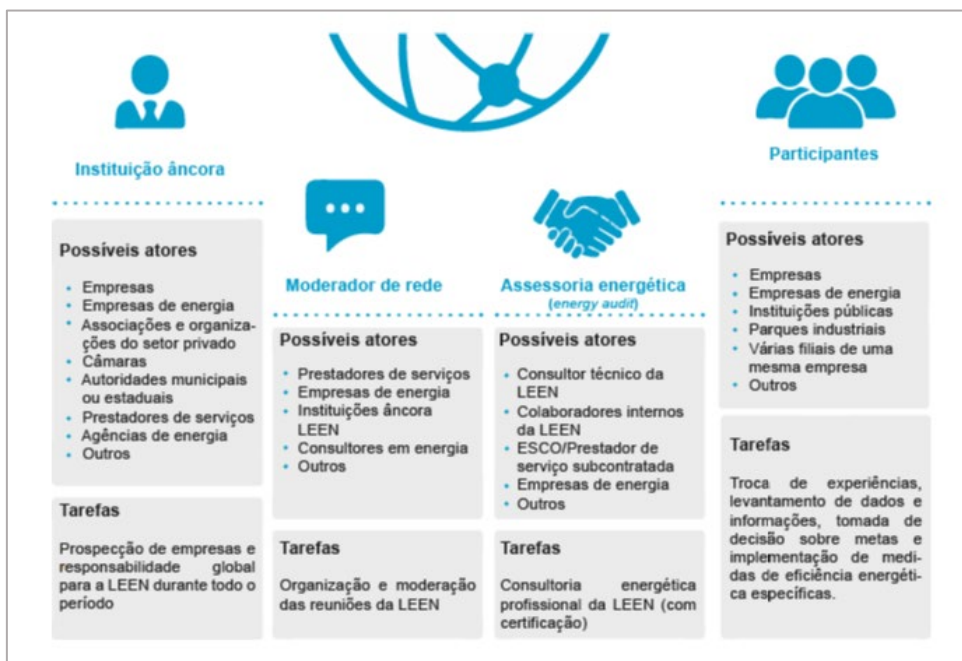 Instituição âncora
Possíveis atores
• Empresas
• Empresas de energia
• Associações e organiza-
ções do setor privado
• Câmaras
• Autoridades municipais
ou estaduais
• Prestadores de serviços
• Agências de energia
• Outros
Tarefas
Prospecção de empresas e
responsabilidade global
para a LEEN durante todo o
período
Moderador de rede
Possíveis atores
• Prestadores de serviços
• Empresas de energia
• Instituições âncora
LEEN
• Consultores em energia
• Outros
Tarefas
Organização e moderação
das reuniões da LEEN
Assessoria energética
(energy audit)
Possíveis atores
• Consultor técnico da
LEEN
• Colaboradores internos
da LEEN
• ESCO/Prestador de
serviço subcontratada
• Empresas de energia
• Outros
Tarefas
Consultoria energética
profissional da LEEN (com
certificação)
Participantes
Possíveis atores
• Empresas
• Empresas de energia
• Instituições públicas
• Parques industriais
• Várias filiais de uma
mesma empresa
• Outros
Tarefas
Troca de experiências,
levantamento de dados e
informações, tomada de
decisão sobre metas e
implementação de medi-
das de eficiência energéti-
ca específicas.